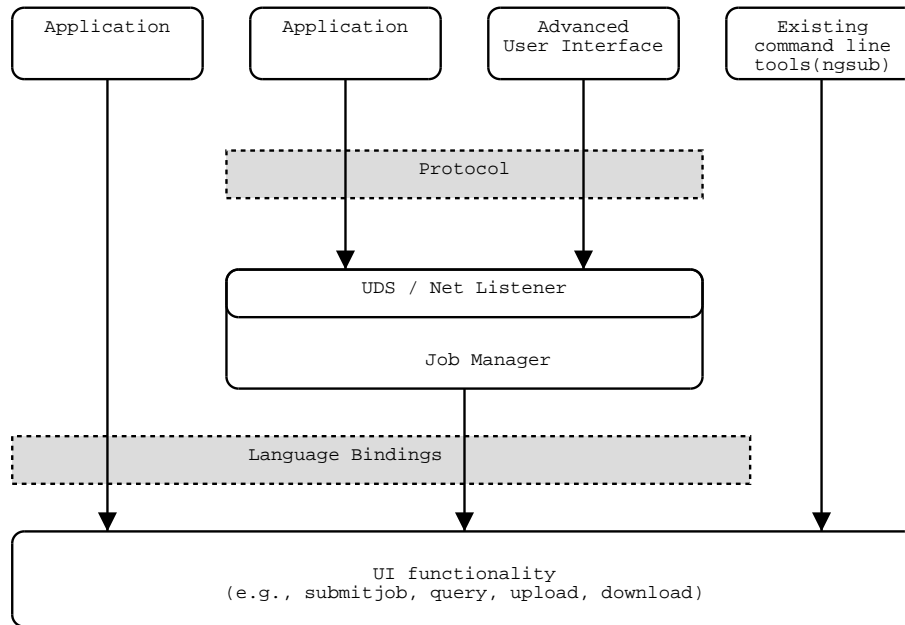 Application
Application
Advanced
User Interface
Existing
command line
tools(ngsub)
Protocol
UDS / Net Listener
Job Manager
Language Bindings
UI functionality
(e.g., submitjob, query, upload, download)